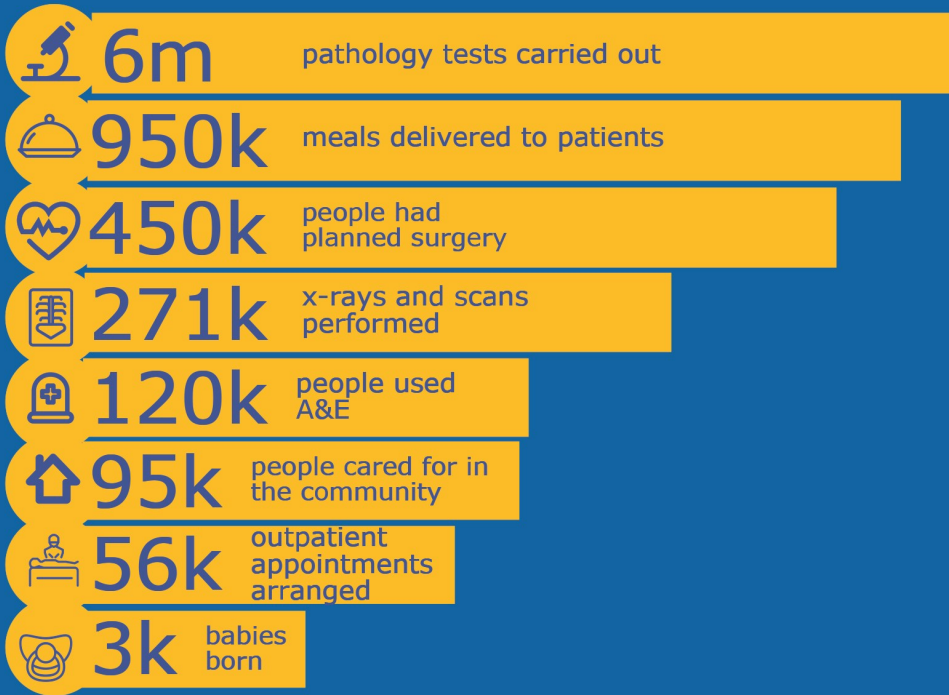 6m pathology tests carried out
950k meals delivered to patients
450k people had
planned surgery
271k x-rays and scans
performed
120k people used
A&E
95k people cared for in
the community
56k outpatient
appointments
arranged
3k babies
born